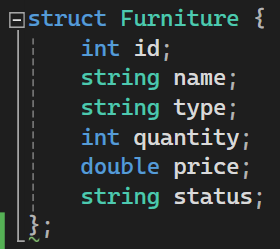 struct Furniture {
    int id;
    string name;
    string type;
    int quantity;
    double price;
    string status;
};